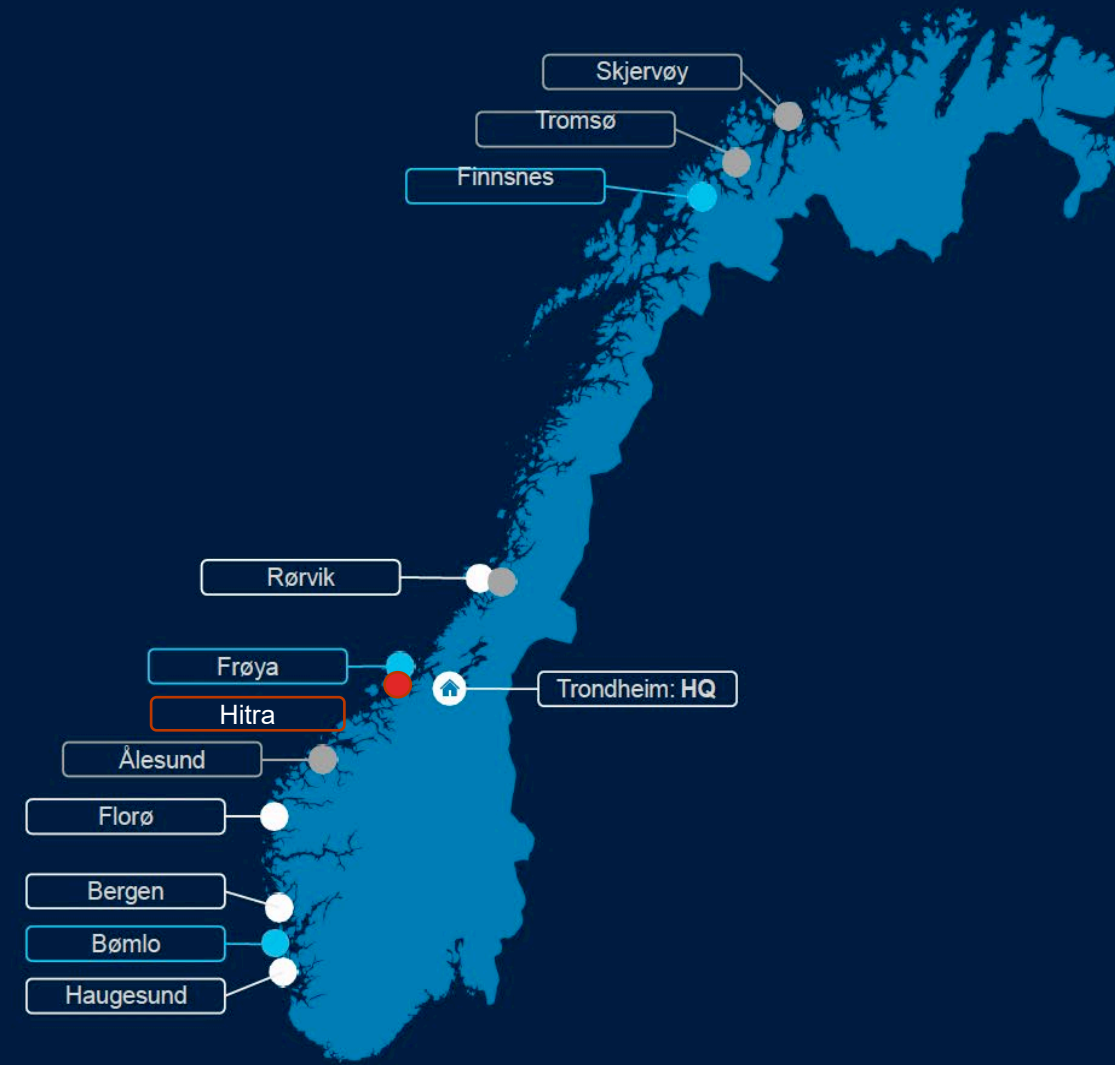 Skjervøy
Tromsø
Finnsnes
Rørvik
Frøya
Trondheim: HQ
Hitra
Ålesund
Florø
Bergen
Bømlo
Haugesund